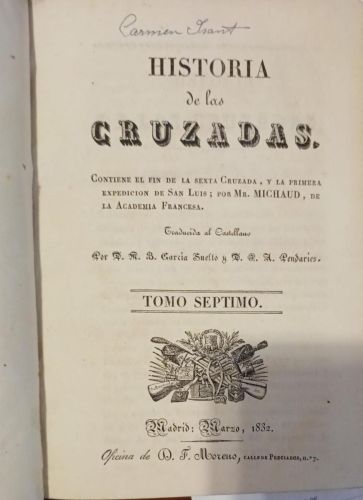 Carmen Isant
HISTORIA
de las
CRUZADAS.
CONTIENE EL FIN DE LA SEXTA CRUZADA, Y LA PRIMERA
EXPEDICION DE SAN LUIS; POR MR. MICHAUD, DE
LA ACADEMIA FRANCESA.
Traducida al Castellano
Por D. M. B. Garcia Suelto y D. E. A. Pendaries.
TOMO SEPTIMO.
Madrid: Marzo, 1832.
Oficina de D. F. Moreno, CALLE DE PRECIADOS, n.º 7.